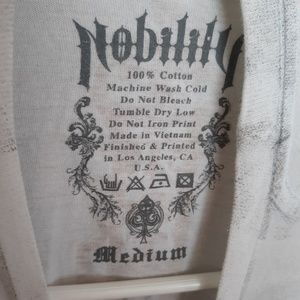 Nobility
100% Cotton
Machine Wash Cold
Do Not Bleach
Tumble Dry Low
Do Not Iron Print
Made in Vietnam
Finished & Printed
in Los Angeles, CA
U.S.A.
Medium